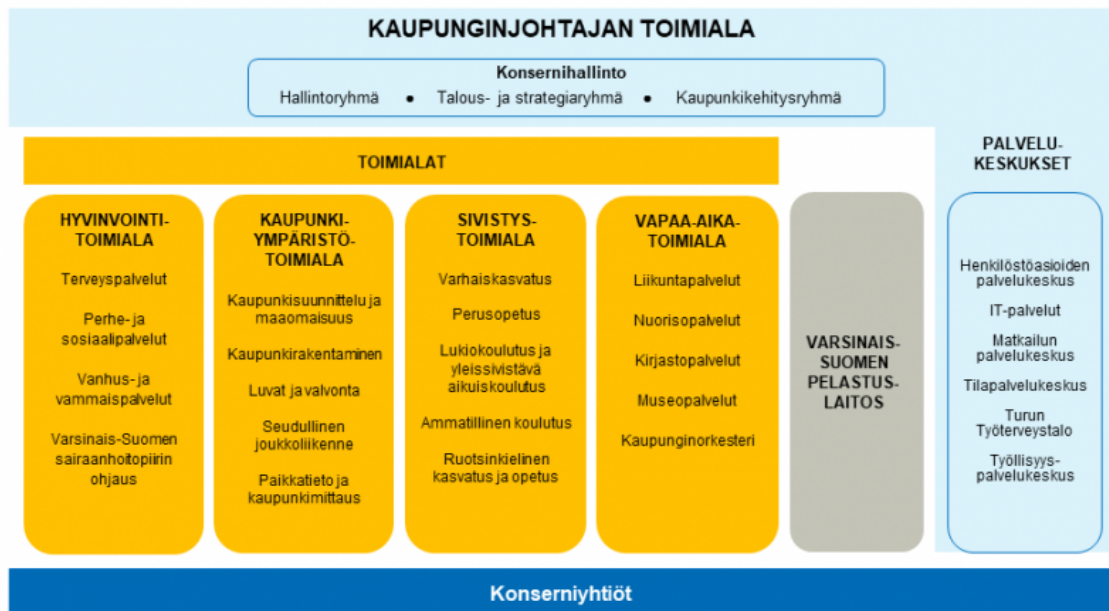 KAUPUNGINJOHTAJAN TOIMIALA
Konsernihallinto
Hallintoryhmä • Talous- ja strategiaryhmä • Kaupunkikehitysryhmä
TOIMIALAT
HYVINVOINTI-
TOIMIALA
Terveyspalvelut
Perhe- ja
sosiaalipalvelut
Vanhus- ja
vammaispalvelut
Varsinais-Suomen
sairaanhoitopiirin
ohjaus
KAUPUNKI-
YMPÄRISTÖ-
TOIMIALA
Kaupunkisuunnittelu ja
maaomaisuus
Kaupunkirakentaminen
Luvat ja valvonta
Seudullinen
joukkoliikenne
Paikkatieto ja
kaupunkimittaus
SIVISTYS-
TOIMIALA
Varhaiskasvatus
Perusopetus
Lukiokoulutus ja
yleissivistävä
aikuiskoulutus
Ammatillinen koulutus
Ruotsinkielinen
kasvatus ja opetus
VAPAA-AIKA-
TOIMIALA
Liikuntapalvelut
Nuorisopalvelut
Kirjastopalvelut
Museopalvelut
Kaupunginorkesteri
VARSINAIS-
SUOMEN
PELASTUS-
LAITOS
PALVELU-
KESKUKSET
Henkilöstöasioiden
palvelukeskus
IT-palvelut
Matkailun
palvelukeskus
Tilapalvelukeskus
Turun
Työterveystalo
Työllisyys-
palvelukeskus
Konserniyhtiöt